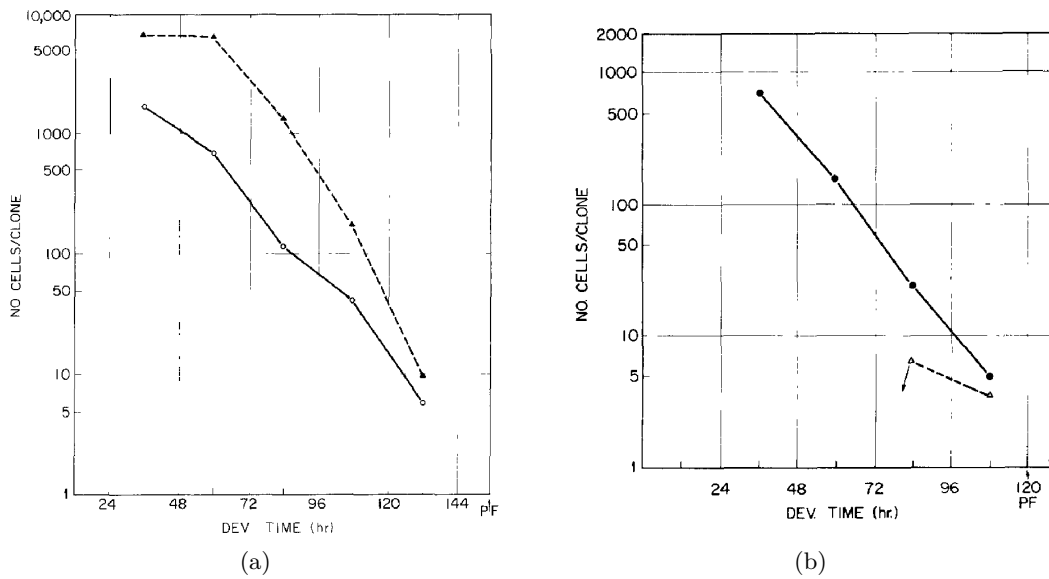 10,000
5000
1000
500
100
50
10
5
1
NO. CELLS/CLONE
24 48 72 96 120 144 PF
DEV. TIME (hr)
(a)
2000
1000
500
100
50
10
5
1
NO. CELLS/CLONE
24 48 72 96 120
PF
DEV. TIME (hr.)
(b)